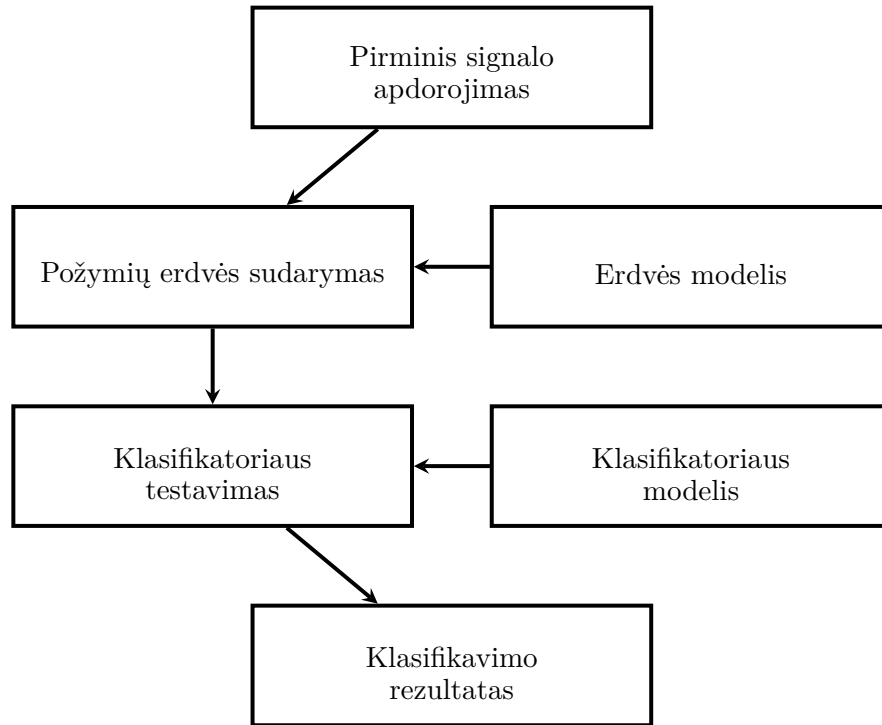 Pirminis signalo
apdorojimas
Požymių erdvės sudarymas
Erdvės modelis
Klasifikatoriaus
testavimas
Klasifikatoriaus
modelis
Klasifikavimo
rezultatas